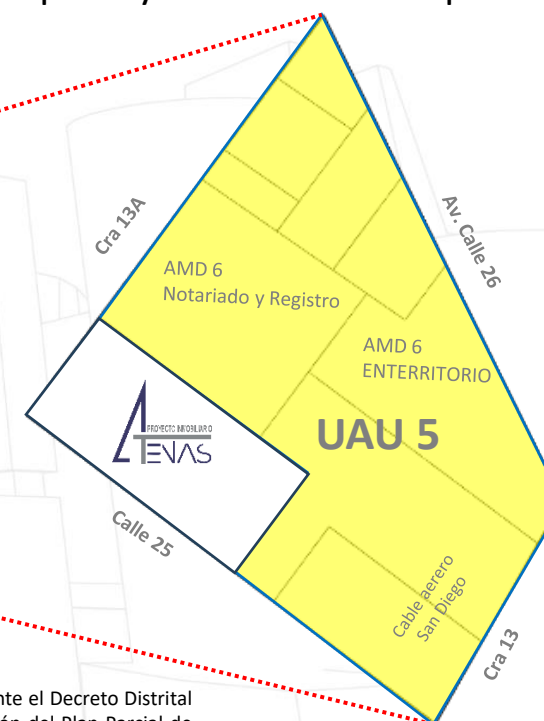 Cra 13A
Av. Calle 26
AMD 6
Notariado y Registro
AMD 6
ENTERRITORIO
PROYECTO INMOBILIARIO
ATENAS
UAU 5
Calle 25
Cable aerero
San Diego
Cra 13
nte el Decreto Distrital